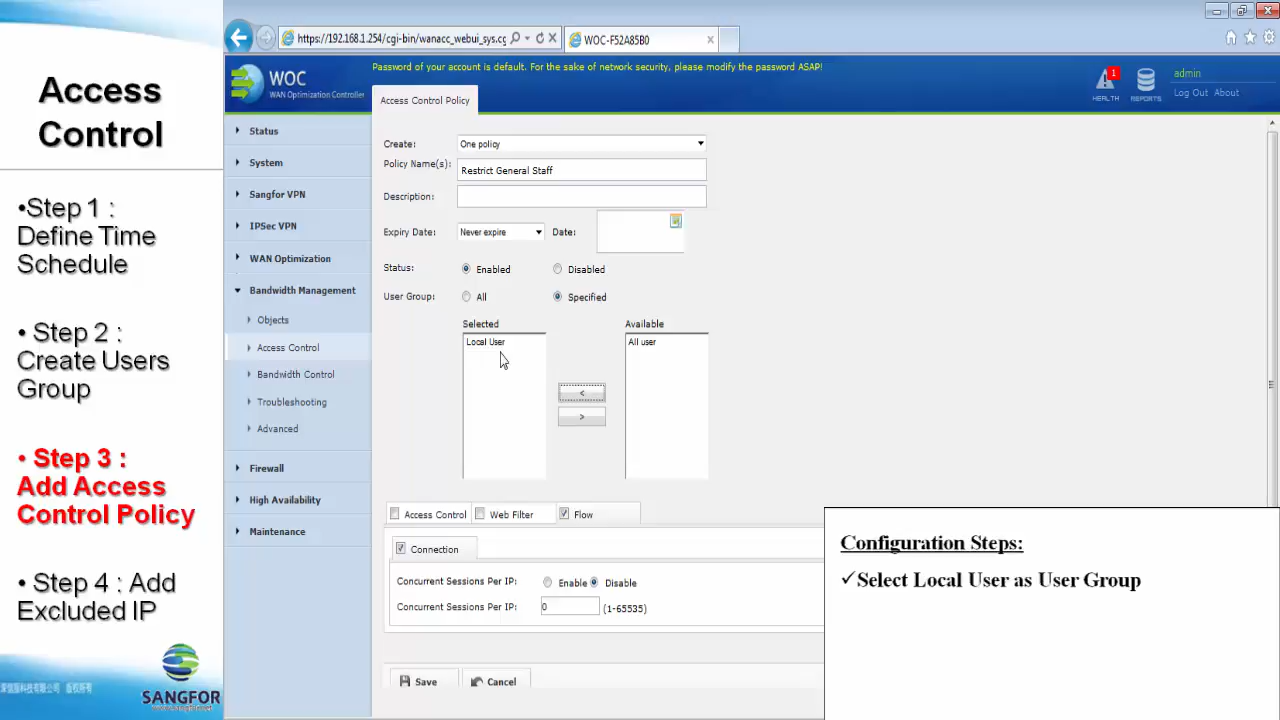 Access
Control
•Step 1 :
Define Time
Schedule
• Step 2 :
Create Users
Group
• Step 3 :
Add Access
Control Policy
• Step 4 : Add
Excluded IP
SANGFOR
https://192.168.1.254/cgi-bin/wanacc_webui_sys.cg
WOC-F52A85B0
WOC
WAN Optimization Controller
Password of your account is default. For the sake of network security, please modify the password ASAP!
1
HEALTH
REPORTS
admin
Log Out About
Access Control Policy
Status
System
Sangfor VPN
IPSec VPN
WAN Optimization
Bandwidth Management
Objects
Access Control
Bandwidth Control
Troubleshooting
Advanced
Firewall
High Availability
Maintenance
Create: One policy
Policy Name(s): Restrict General Staff
Description:
Expiry Date: Never expire Date:
Status: Enabled Disabled
User Group: All Specified
Selected Available
Local User All user
<
>
Access Control Web Filter Flow
Connection
Concurrent Sessions Per IP: Enable Disable
Concurrent Sessions Per IP: 0 (1-65535)
Save Cancel
Configuration Steps:
✓Select Local User as User Group